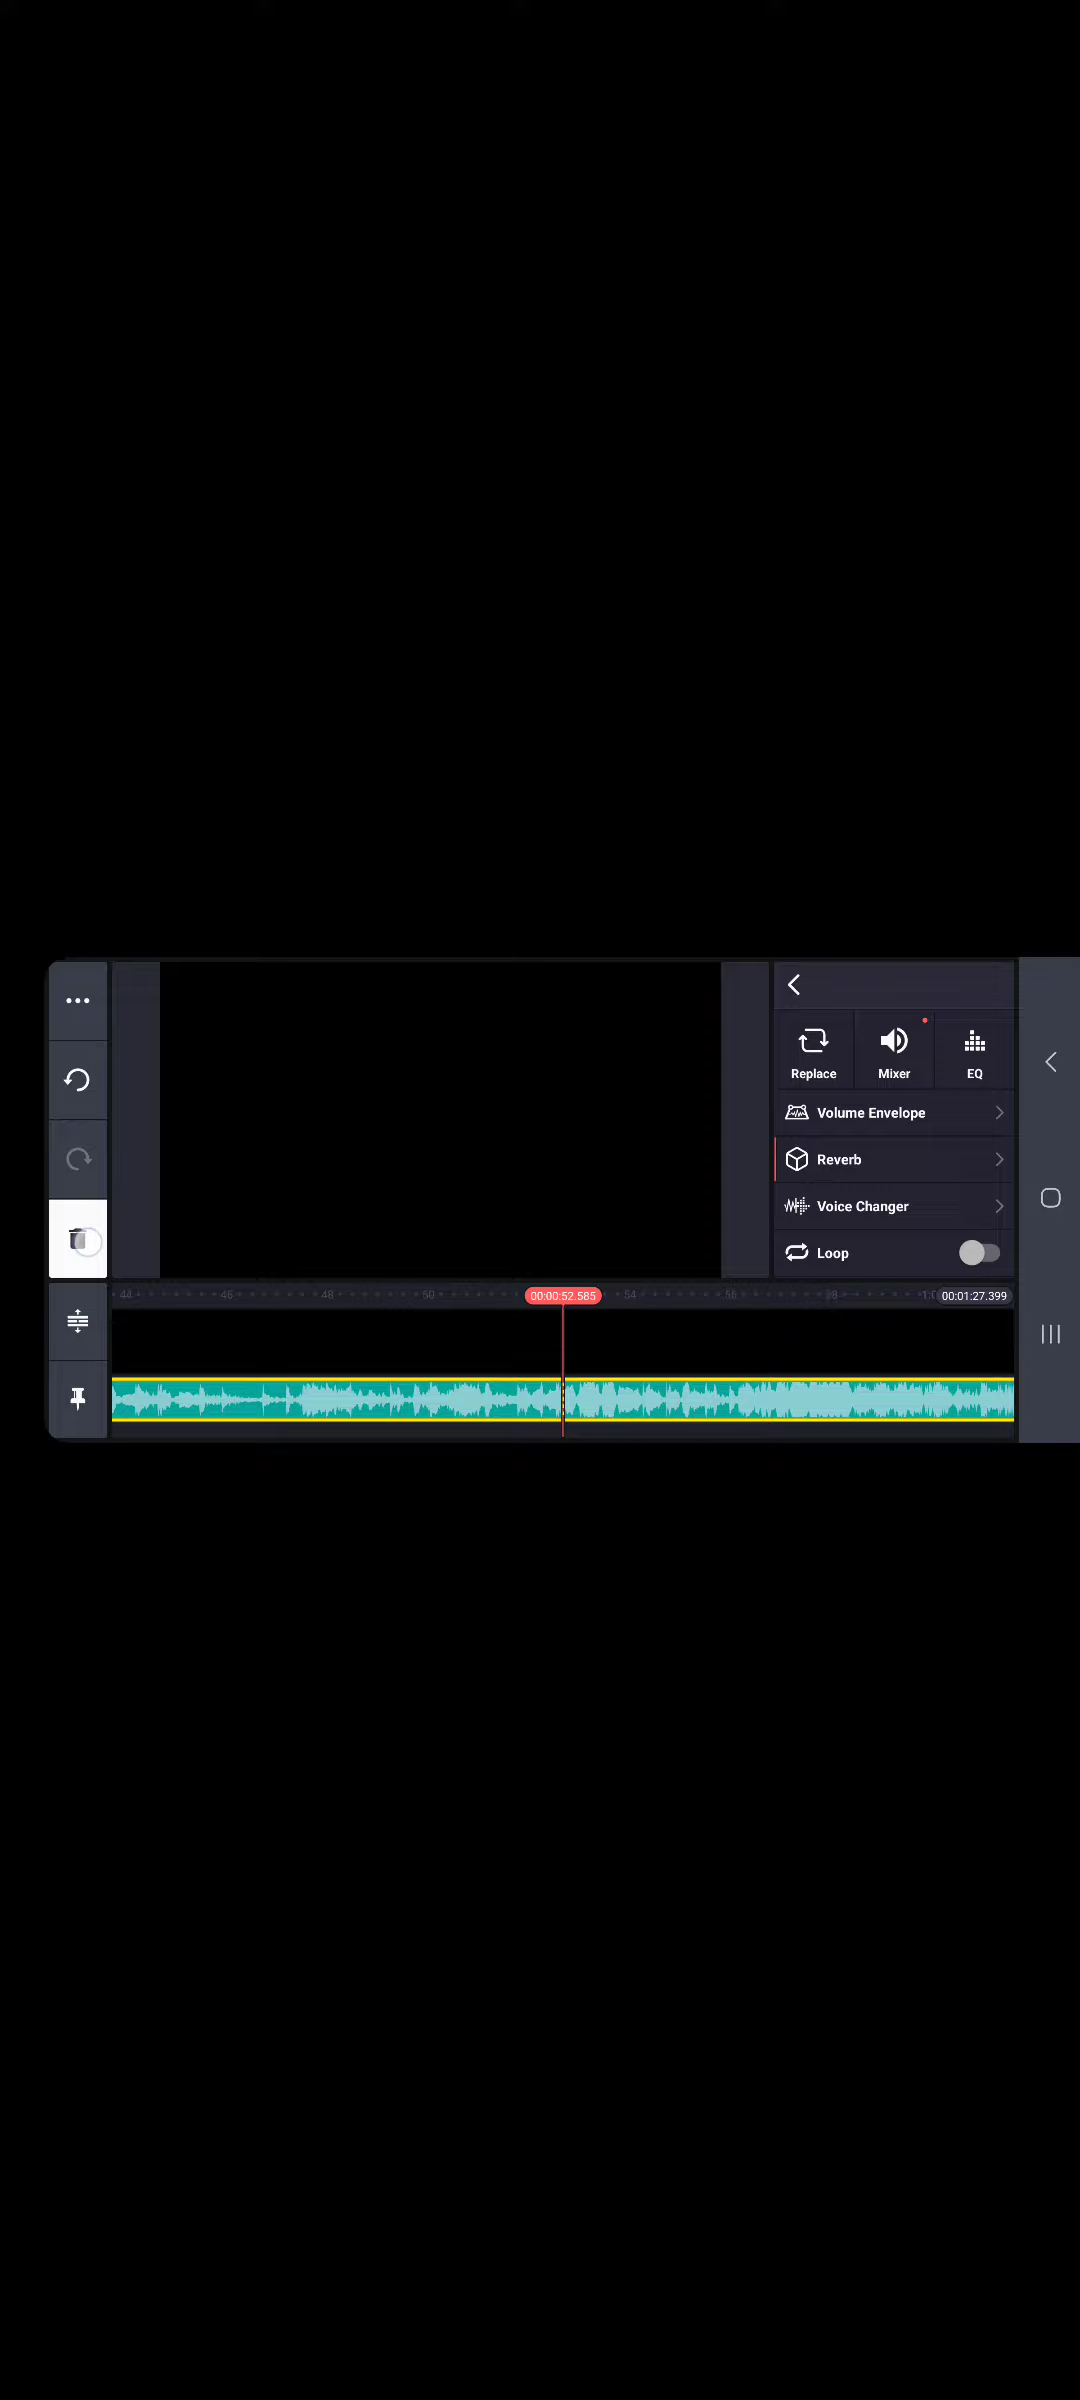 Replace
Mixer
EQ
Volume Envelope
Reverb
Voice Changer
Loop
44 46 48 50 00:00:52.585 54 56 58 00:01:27.399